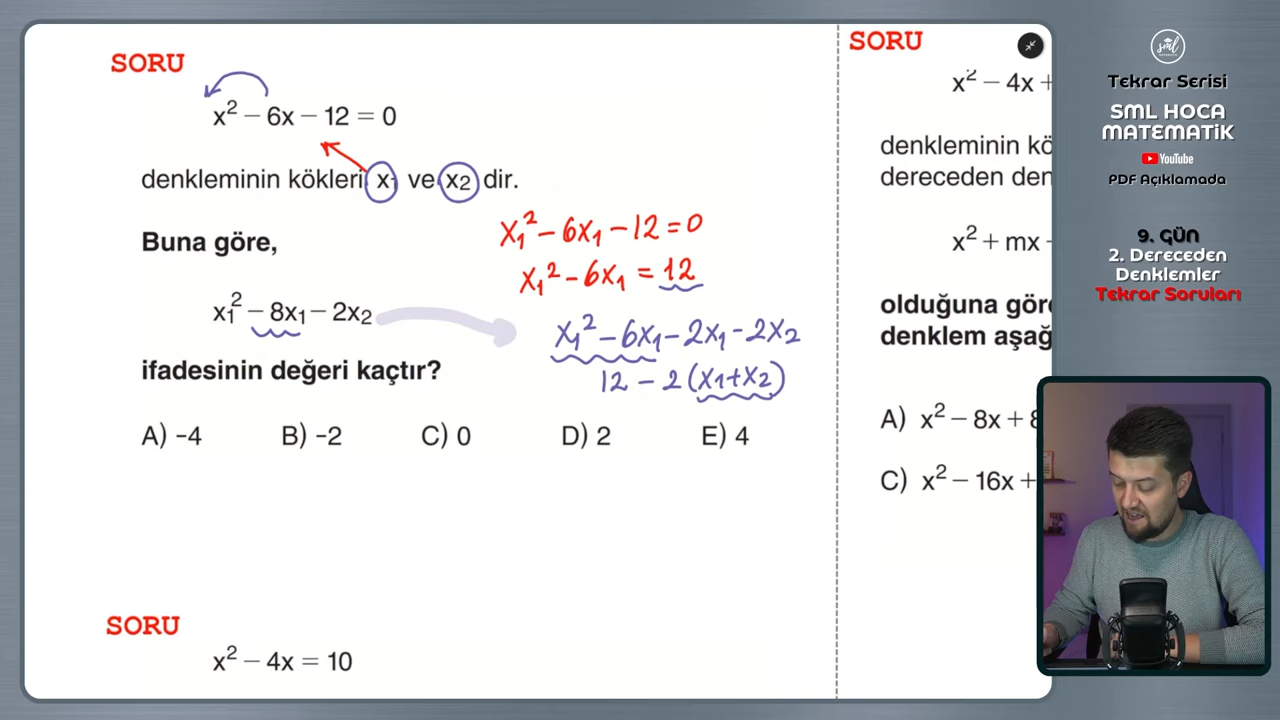 SORU
x² − 6x − 12 = 0
denkleminin kökleri x₁ ve x₂ dir.
Buna göre,
x₁² − 8x₁ − 2x₂
ifadesinin değeri kaçtır?
A) −4 B) −2 C) 0 D) 2 E) 4
x₁² − 6x₁ − 12 = 0
x₁² − 6x₁ = 12
x₁² − 6x₁ − 2x₁ − 2x₂
12 − 2(x₁+x₂)
SORU
x² − 4x = 10
SORU
x² − 4x +
denkleminin kö
dereceden den
x² + mx −
olduğuna göre
denklem aşağ
A) x² − 8x + 8
C) x² − 16x +
sml
Tekrar Serisi
SML HOCA
MATEMATİK
YouTube
PDF Açıklamada
9. GÜN
2. Dereceden
Denklemler
Tekrar Soruları